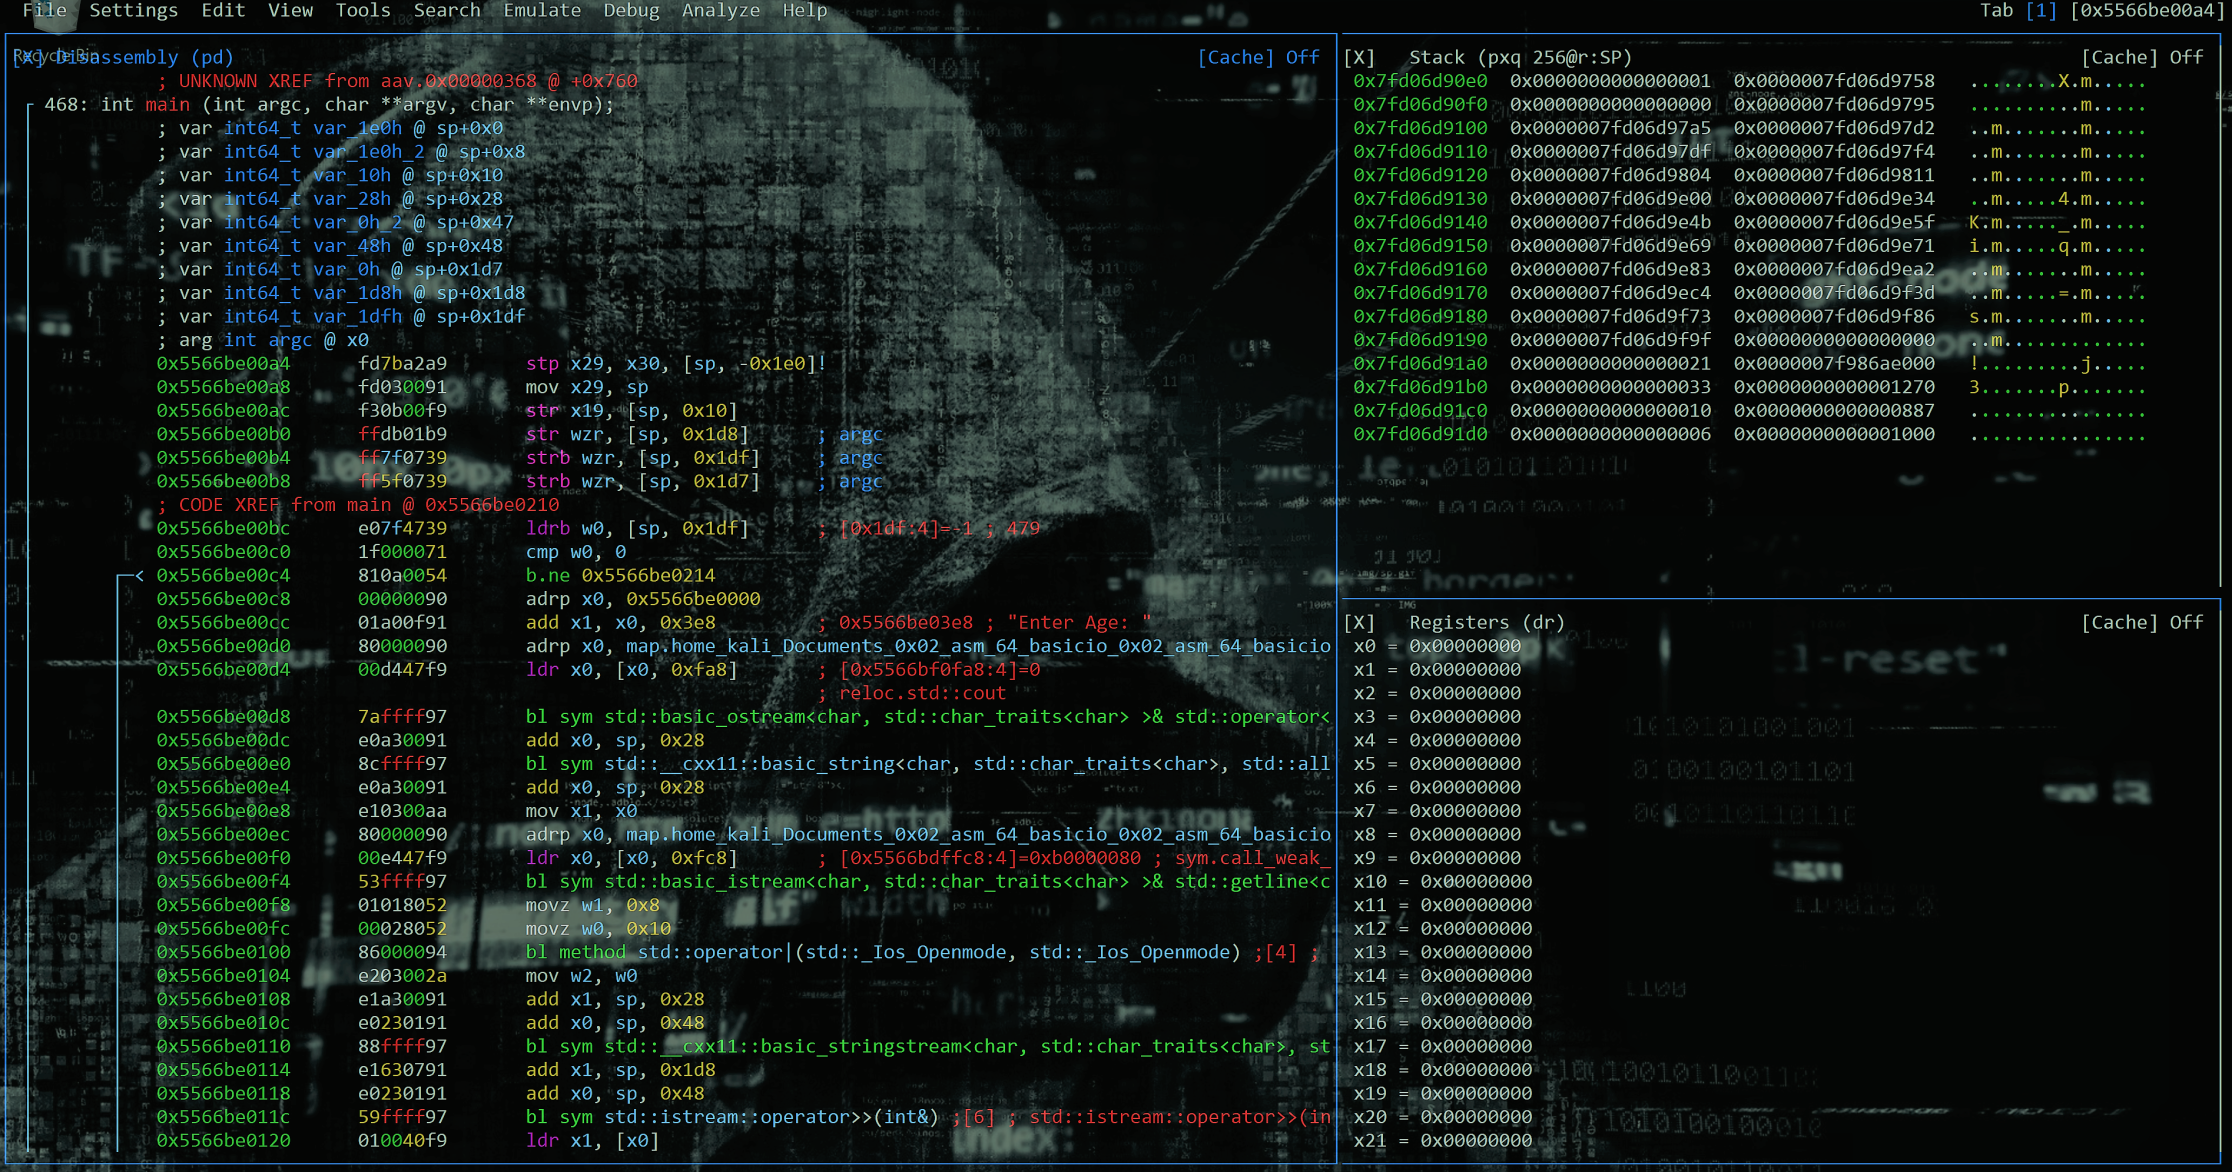 File Settings Edit View Tools Search Emulate Debug Analyze Help Tab [1] [0x5566be00a4]
[X] Disassembly (pd) [Cache] Off
; UNKNOWN XREF from aav.0x00000368 @ +0x760
468: int main (int argc, char **argv, char **envp);
; var int64_t var_1e0h @ sp+0x0
; var int64_t var_1e0h_2 @ sp+0x8
; var int64_t var_10h @ sp+0x10
; var int64_t var_28h @ sp+0x28
; var int64_t var_0h_2 @ sp+0x47
; var int64_t var_48h @ sp+0x48
; var int64_t var_0h @ sp+0x1d7
; var int64_t var_1d8h @ sp+0x1d8
; var int64_t var_1dfh @ sp+0x1df
; arg int argc @ x0
0x5566be00a4 fd7ba2a9 stp x29, x30, [sp, -0x1e0]!
0x5566be00a8 fd030091 mov x29, sp
0x5566be00ac f30b00f9 str x19, [sp, 0x10]
0x5566be00b0 ffdb01b9 str wzr, [sp, 0x1d8] ; argc
0x5566be00b4 ff7f0739 strb wzr, [sp, 0x1df] ; argc
0x5566be00b8 ff5f0739 strb wzr, [sp, 0x1d7] ; argc
; CODE XREF from main @ 0x5566be0210
0x5566be00bc e07f4739 ldrb w0, [sp, 0x1df] ; [0x1df:4]=-1 ; 479
0x5566be00c0 1f000071 cmp w0, 0
0x5566be00c4 810a0054 b.ne 0x5566be0214
0x5566be00c8 00000090 adrp x0, 0x5566be0000
0x5566be00cc 01a00f91 add x1, x0, 0x3e8 ; 0x5566be03e8 ; "Enter Age: "
0x5566be00d0 80000090 adrp x0, map.home_kali_Documents_0x02_asm_64_basicio_0x02_asm_64_basicio
0x5566be00d4 00d447f9 ldr x0, [x0, 0xfa8] ; [0x5566bf0fa8:4]=0
; reloc.std::cout
0x5566be00d8 7affff97 bl sym std::basic_ostream<char, std::char_traits<char> >& std::operator<
0x5566be00dc e0a30091 add x0, sp, 0x28
0x5566be00e0 8cffff97 bl sym std::__cxx11::basic_string<char, std::char_traits<char>, std::all
0x5566be00e4 e0a30091 add x0, sp, 0x28
0x5566be00e8 e10300aa mov x1, x0
0x5566be00ec 80000090 adrp x0, map.home_kali_Documents_0x02_asm_64_basicio_0x02_asm_64_basicio
0x5566be00f0 00e447f9 ldr x0, [x0, 0xfc8] ; [0x5566bdffc8:4]=0xb0000080 ; sym.call_weak_
0x5566be00f4 53ffff97 bl sym std::basic_istream<char, std::char_traits<char> >& std::getline<c
0x5566be00f8 01018052 movz w1, 0x8
0x5566be00fc 00028052 movz w0, 0x10
0x5566be0100 86000094 bl method std::operator|(std::_Ios_Openmode, std::_Ios_Openmode) ;[4] ;
0x5566be0104 e203002a mov w2, w0
0x5566be0108 e1a30091 add x1, sp, 0x28
0x5566be010c e0230191 add x0, sp, 0x48
0x5566be0110 88ffff97 bl sym std::__cxx11::basic_stringstream<char, std::char_traits<char>, st
0x5566be0114 e1630791 add x1, sp, 0x1d8
0x5566be0118 e0230191 add x0, sp, 0x48
0x5566be011c 59ffff97 bl sym std::istream::operator>>(int&) ;[6] ; std::istream::operator>>(in
0x5566be0120 010040f9 ldr x1, [x0]
[X] Stack (pxq 256@r:SP) [Cache] Off
0x7fd06d90e0 0x0000000000000001 0x0000007fd06d9758 ........X.m.....
0x7fd06d90f0 0x0000000000000000 0x0000007fd06d9795 ..........m.....
0x7fd06d9100 0x0000007fd06d97a5 0x0000007fd06d97d2 ..m.......m.....
0x7fd06d9110 0x0000007fd06d97df 0x0000007fd06d97f4 ..m.......m.....
0x7fd06d9120 0x0000007fd06d9804 0x0000007fd06d9811 ..m.......m.....
0x7fd06d9130 0x0000007fd06d9e00 0x0000007fd06d9e34 ..m.....4.m.....
0x7fd06d9140 0x0000007fd06d9e4b 0x0000007fd06d9e5f K.m....._.m.....
0x7fd06d9150 0x0000007fd06d9e69 0x0000007fd06d9e71 i.m.....q.m.....
0x7fd06d9160 0x0000007fd06d9e83 0x0000007fd06d9ea2 ..m.......m.....
0x7fd06d9170 0x0000007fd06d9ec4 0x0000007fd06d9f3d ..m.....=.m.....
0x7fd06d9180 0x0000007fd06d9f73 0x0000007fd06d9f86 s.m.......m.....
0x7fd06d9190 0x0000007fd06d9f9f 0x0000000000000000 ..m.............
0x7fd06d91a0 0x0000000000000021 0x0000007f986ae000 !.........j.....
0x7fd06d91b0 0x0000000000000033 0x0000000000001270 3.......p.......
0x7fd06d91c0 0x0000000000000010 0x0000000000000887 ................
0x7fd06d91d0 0x0000000000000006 0x0000000000001000 ................
[X] Registers (dr) [Cache] Off
x0 = 0x00000000
x1 = 0x00000000
x2 = 0x00000000
x3 = 0x00000000
x4 = 0x00000000
x5 = 0x00000000
x6 = 0x00000000
x7 = 0x00000000
x8 = 0x00000000
x9 = 0x00000000
x10 = 0x00000000
x11 = 0x00000000
x12 = 0x00000000
x13 = 0x00000000
x14 = 0x00000000
x15 = 0x00000000
x16 = 0x00000000
x17 = 0x00000000
x18 = 0x00000000
x19 = 0x00000000
x20 = 0x00000000
x21 = 0x00000000